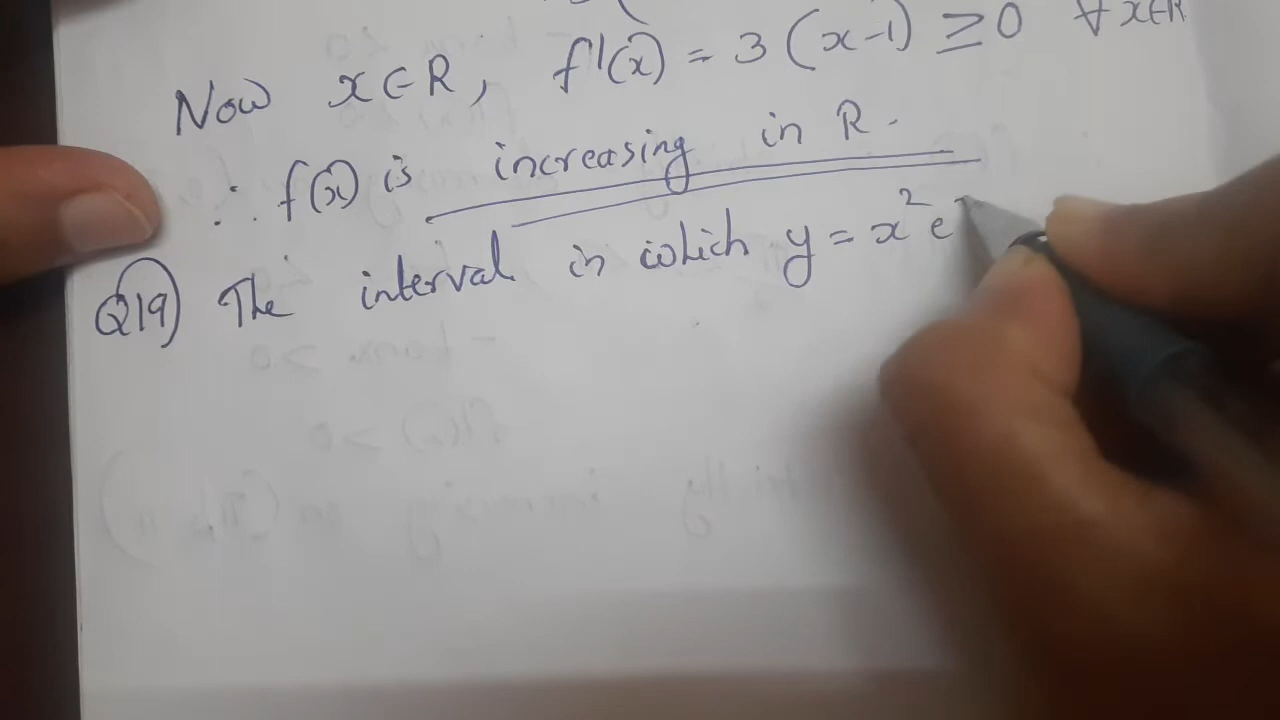 Now x∈R, f'(x) = 3(x-1) ≥ 0 ∀ x∈R
∴ f(x) is increasing in R.
Q19) The interval in which y = x² e